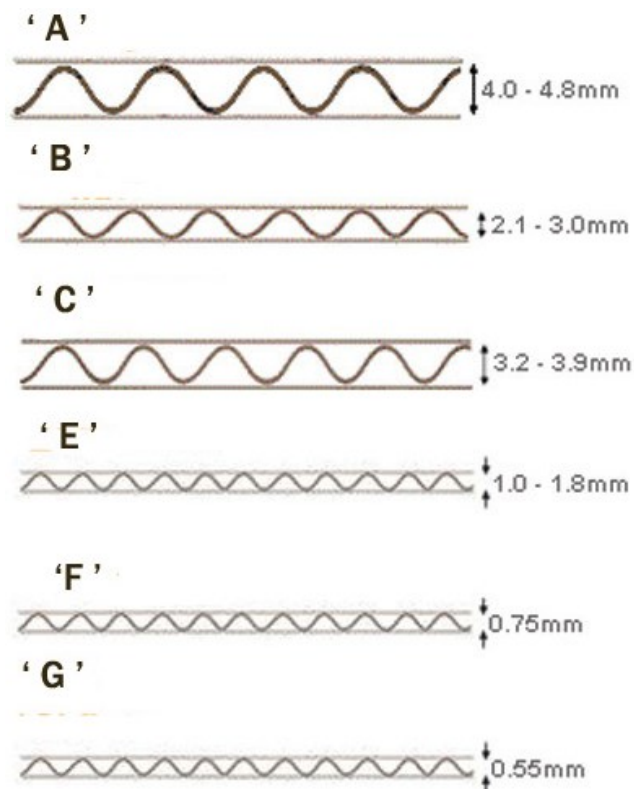 ‘ A ’
4.0 - 4.8mm
‘ B ’
2.1 - 3.0mm
‘ C ’
3.2 - 3.9mm
‘ E ’
1.0 - 1.8mm
‘F ’
0.75mm
‘ G ’
0.55mm